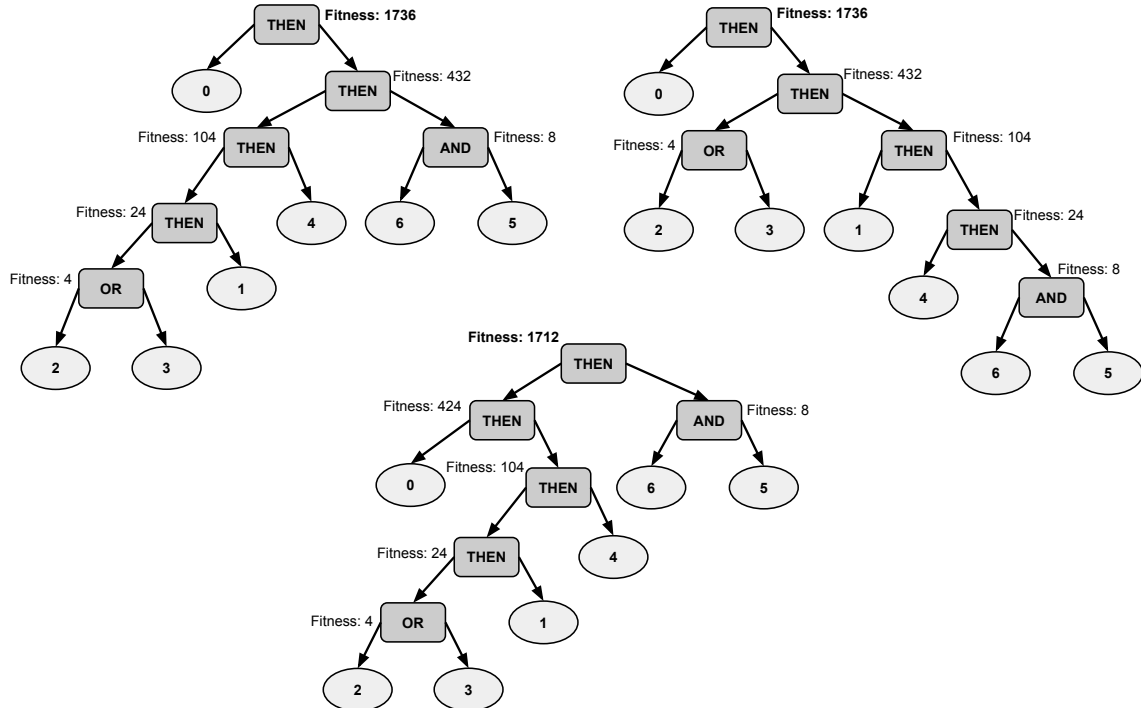 Fitness: 1736
THEN
0
Fitness: 432
THEN
Fitness: 104
THEN
Fitness: 8
AND
Fitness: 24
THEN
4
6
5
Fitness: 4
OR
1
2
3
Fitness: 1736
THEN
0
Fitness: 432
THEN
Fitness: 4
OR
Fitness: 104
THEN
2
3
1
Fitness: 24
THEN
4
Fitness: 8
AND
6
5
Fitness: 1712
THEN
Fitness: 424
THEN
Fitness: 8
AND
0
Fitness: 104
THEN
6
5
Fitness: 24
THEN
4
Fitness: 4
OR
1
2
3